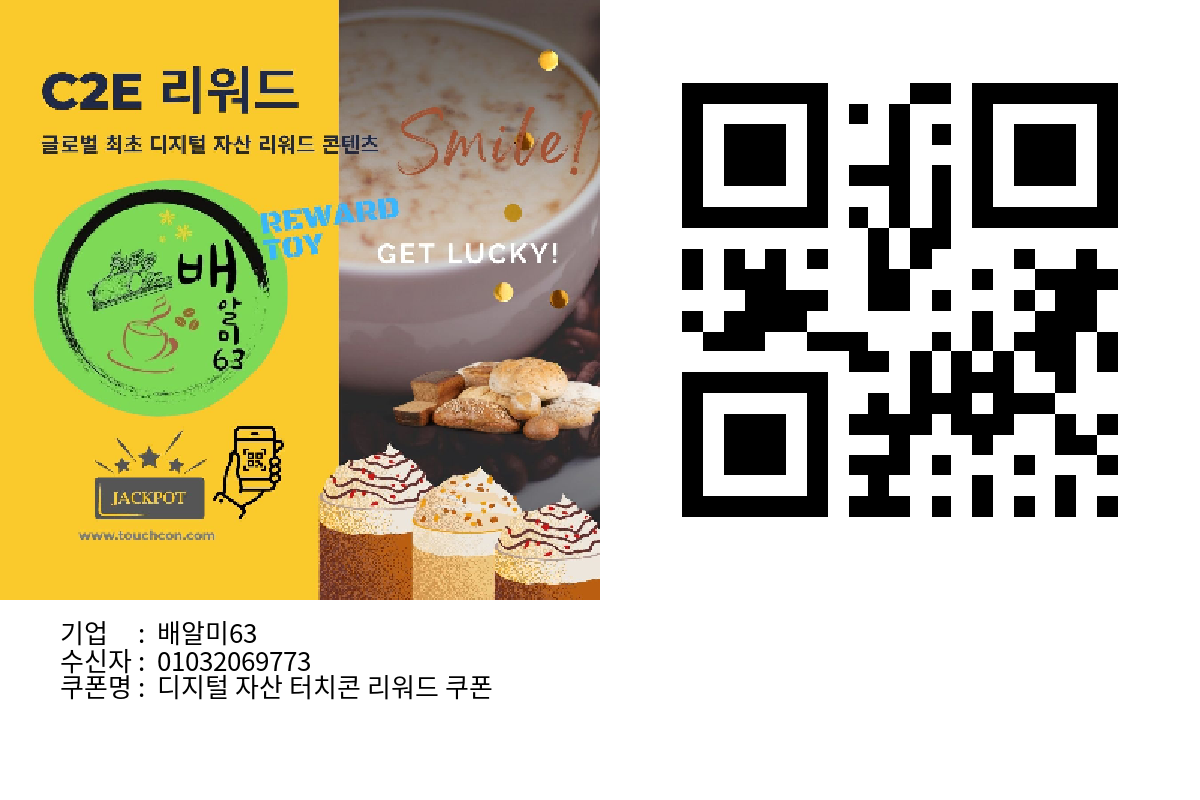 C2E 리워드
글로벌 최초 디지털 자산 리워드 콘텐츠
Smile!
REWARD
TOY
GET LUCKY!
배
알
미
63
JACKPOT
www.touchcon.com
기업 : 배알미63
수신자 : 01032069773
쿠폰명 : 디지털 자산 터치콘 리워드 쿠폰